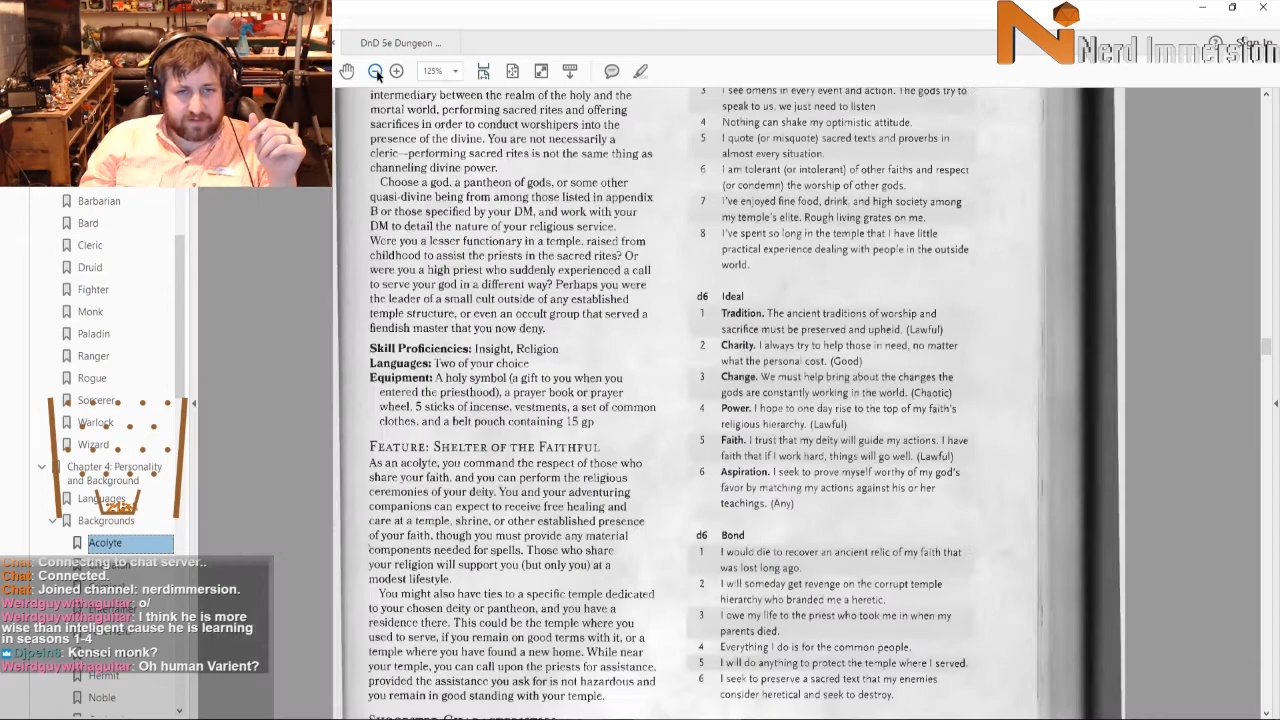 DnD 5e Dungeon ...
Sign In
Nerd Immersion
125%
Barbarian
Bard
Cleric
Druid
Fighter
Monk
Paladin
Ranger
Rogue
Sorcerer
Warlock
Wizard
Chapter 4: Personality
and Background
Languages
Backgrounds
Acolyte
Chat: Connecting to chat server..
Chat: Connected.
Chat: Joined channel: nerdimmersion.
Weirdguywithaguitar: o/
Weirdguywithaguitar: I think he is more
wise than inteligent cause he is learning
in seasons 1-4
Djpein6: Kensei monk?
Weirdguywithaguitar: Oh human Varient?
Hermit
Noble
intermediary between the realm of the holy and the
mortal world, performing sacred rites and offering
sacrifices in order to conduct worshipers into the
presence of the divine. You are not necessarily a
cleric—performing sacred rites is not the same thing as
channeling divine power.
Choose a god, a pantheon of gods, or some other
quasi-divine being from among those listed in appendix
B or those specified by your DM, and work with your
DM to detail the nature of your religious service.
Were you a lesser functionary in a temple, raised from
childhood to assist the priests in the sacred rites? Or
were you a high priest who suddenly experienced a call
to serve your god in a different way? Perhaps you were
the leader of a small cult outside of any established
temple structure, or even an occult group that served a
fiendish master that you now deny.
Skill Proficiencies: Insight, Religion
Languages: Two of your choice
Equipment: A holy symbol (a gift to you when you
entered the priesthood), a prayer book or prayer
wheel, 5 sticks of incense, vestments, a set of common
clothes, and a belt pouch containing 15 gp
FEATURE: SHELTER OF THE FAITHFUL
As an acolyte, you command the respect of those who
share your faith, and you can perform the religious
ceremonies of your deity. You and your adventuring
companions can expect to receive free healing and
care at a temple, shrine, or other established presence
of your faith, though you must provide any material
components needed for spells. Those who share
your religion will support you (but only you) at a
modest lifestyle.
You might also have ties to a specific temple dedicated
to your chosen deity or pantheon, and you have a
residence there. This could be the temple where you
used to serve, if you remain on good terms with it, or a
temple where you have found a new home. While near
your temple, you can call upon the priests for assistance,
provided the assistance you ask for is not hazardous and
you remain in good standing with your temple.
SUGGESTED CHARACTERISTICS
3 I see omens in every event and action. The gods try to
speak to us, we just need to listen
4 Nothing can shake my optimistic attitude.
5 I quote (or misquote) sacred texts and proverbs in
almost every situation.
6 I am tolerant (or intolerant) of other faiths and respect
(or condemn) the worship of other gods.
7 I've enjoyed fine food, drink, and high society among
my temple's elite. Rough living grates on me.
8 I've spent so long in the temple that I have little
practical experience dealing with people in the outside
world.
d6 Ideal
1 Tradition. The ancient traditions of worship and
sacrifice must be preserved and upheld. (Lawful)
2 Charity. I always try to help those in need, no matter
what the personal cost. (Good)
3 Change. We must help bring about the changes the
gods are constantly working in the world. (Chaotic)
4 Power. I hope to one day rise to the top of my faith's
religious hierarchy. (Lawful)
5 Faith. I trust that my deity will guide my actions. I have
faith that if I work hard, things will go well. (Lawful)
6 Aspiration. I seek to prove myself worthy of my god's
favor by matching my actions against his or her
teachings. (Any)
d6 Bond
1 I would die to recover an ancient relic of my faith that
was lost long ago.
2 I will someday get revenge on the corrupt temple
hierarchy who branded me a heretic.
3 I owe my life to the priest who took me in when my
parents died.
4 Everything I do is for the common people.
5 I will do anything to protect the temple where I served.
6 I seek to preserve a sacred text that my enemies
consider heretical and seek to destroy.